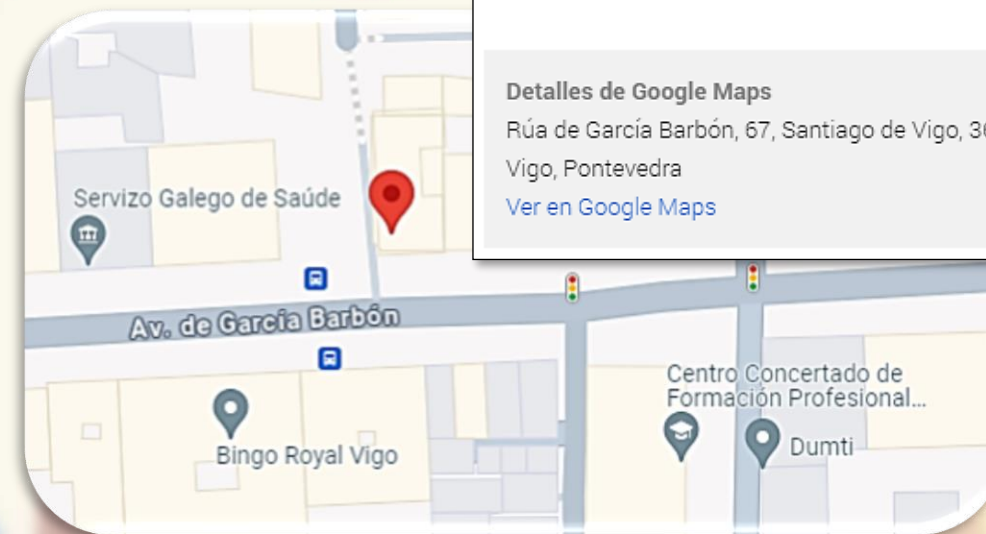 Detalles de Google Maps
Rúa de García Barbón, 67, Santiago de Vigo, 36
Vigo, Pontevedra
Ver en Google Maps
Servizo Galego de Saúde
Av. de García Barbón
Bingo Royal Vigo
Centro Concertado de
Formación Profesional...
Dumti